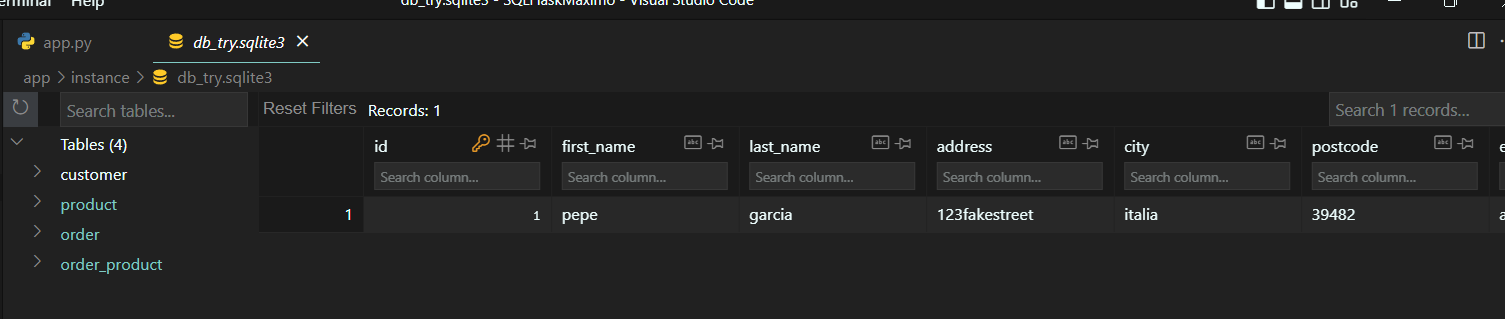 Terminal Help db_try.sqlite3 - SQLFlaskMaximo - Visual Studio Code
app.py db_try.sqlite3
app > instance > db_try.sqlite3
Search tables... Reset Filters Records: 1 Search 1 records...
Tables (4) id first_name last_name address city postcode
customer Search column... Search column... Search column... Search column... Search column... Search column...
product 1 1 pepe garcia 123fakestreet italia 39482
order
order_product